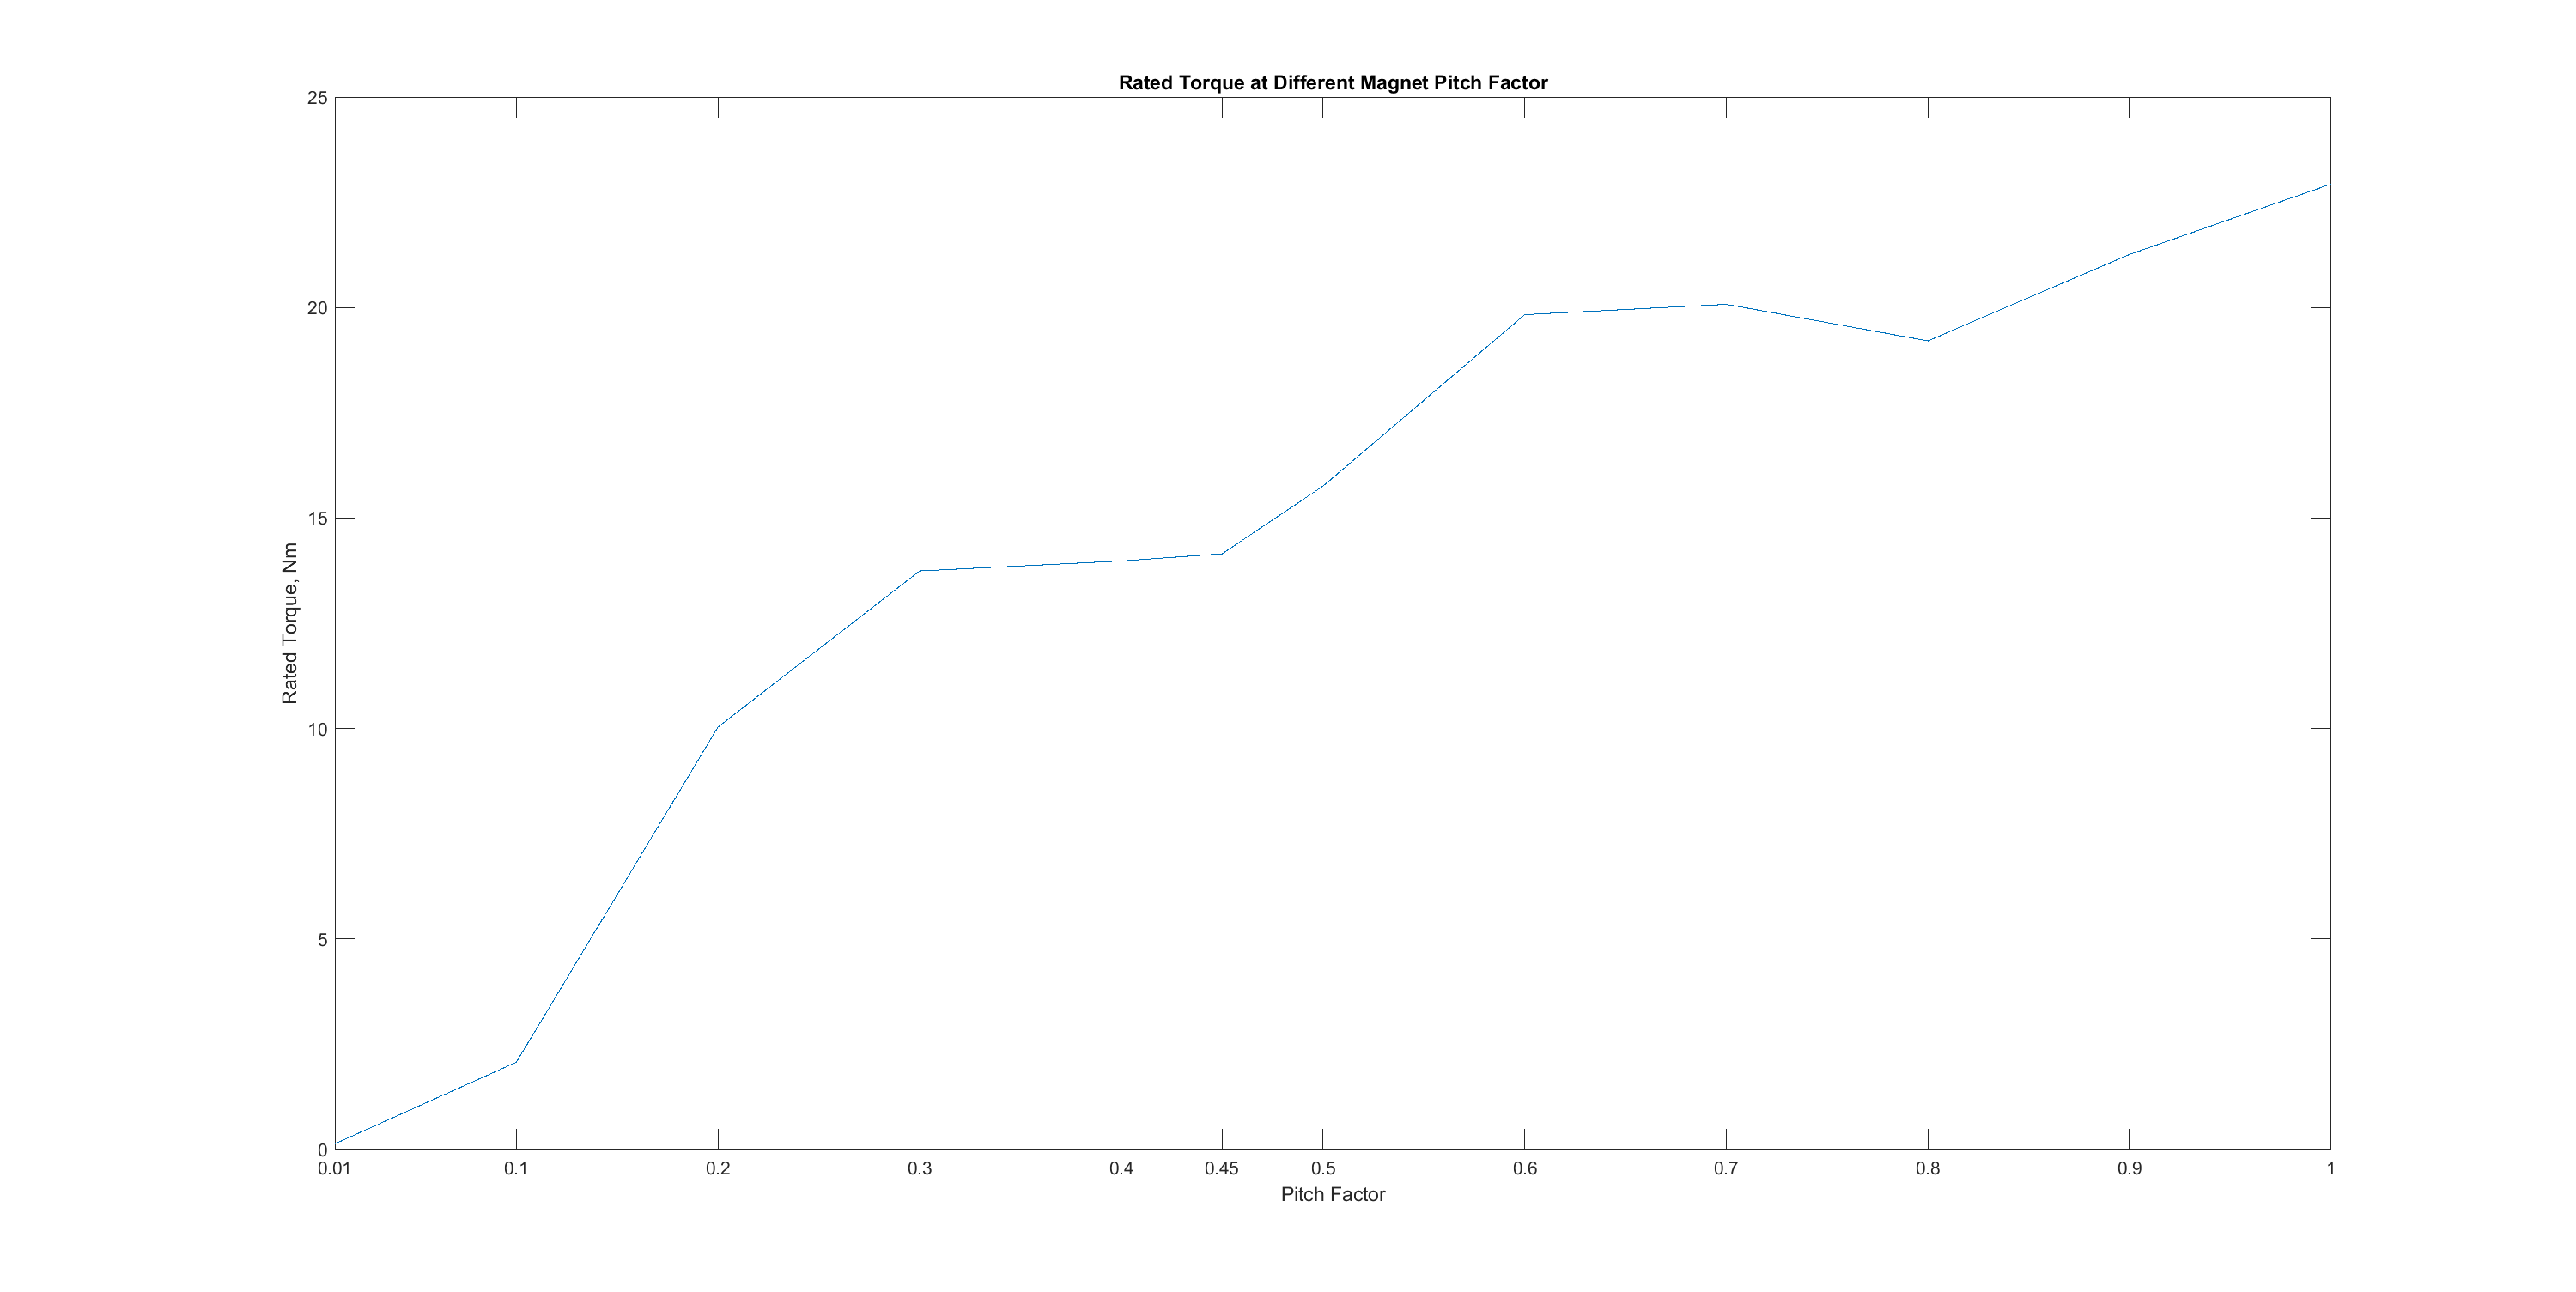 Rated Torque at Different Magnet Pitch Factor
25
20
15
10
5
0
Rated Torque, Nm
0.01 0.1 0.2 0.3 0.4 0.45 0.5 0.6 0.7 0.8 0.9 1
Pitch Factor